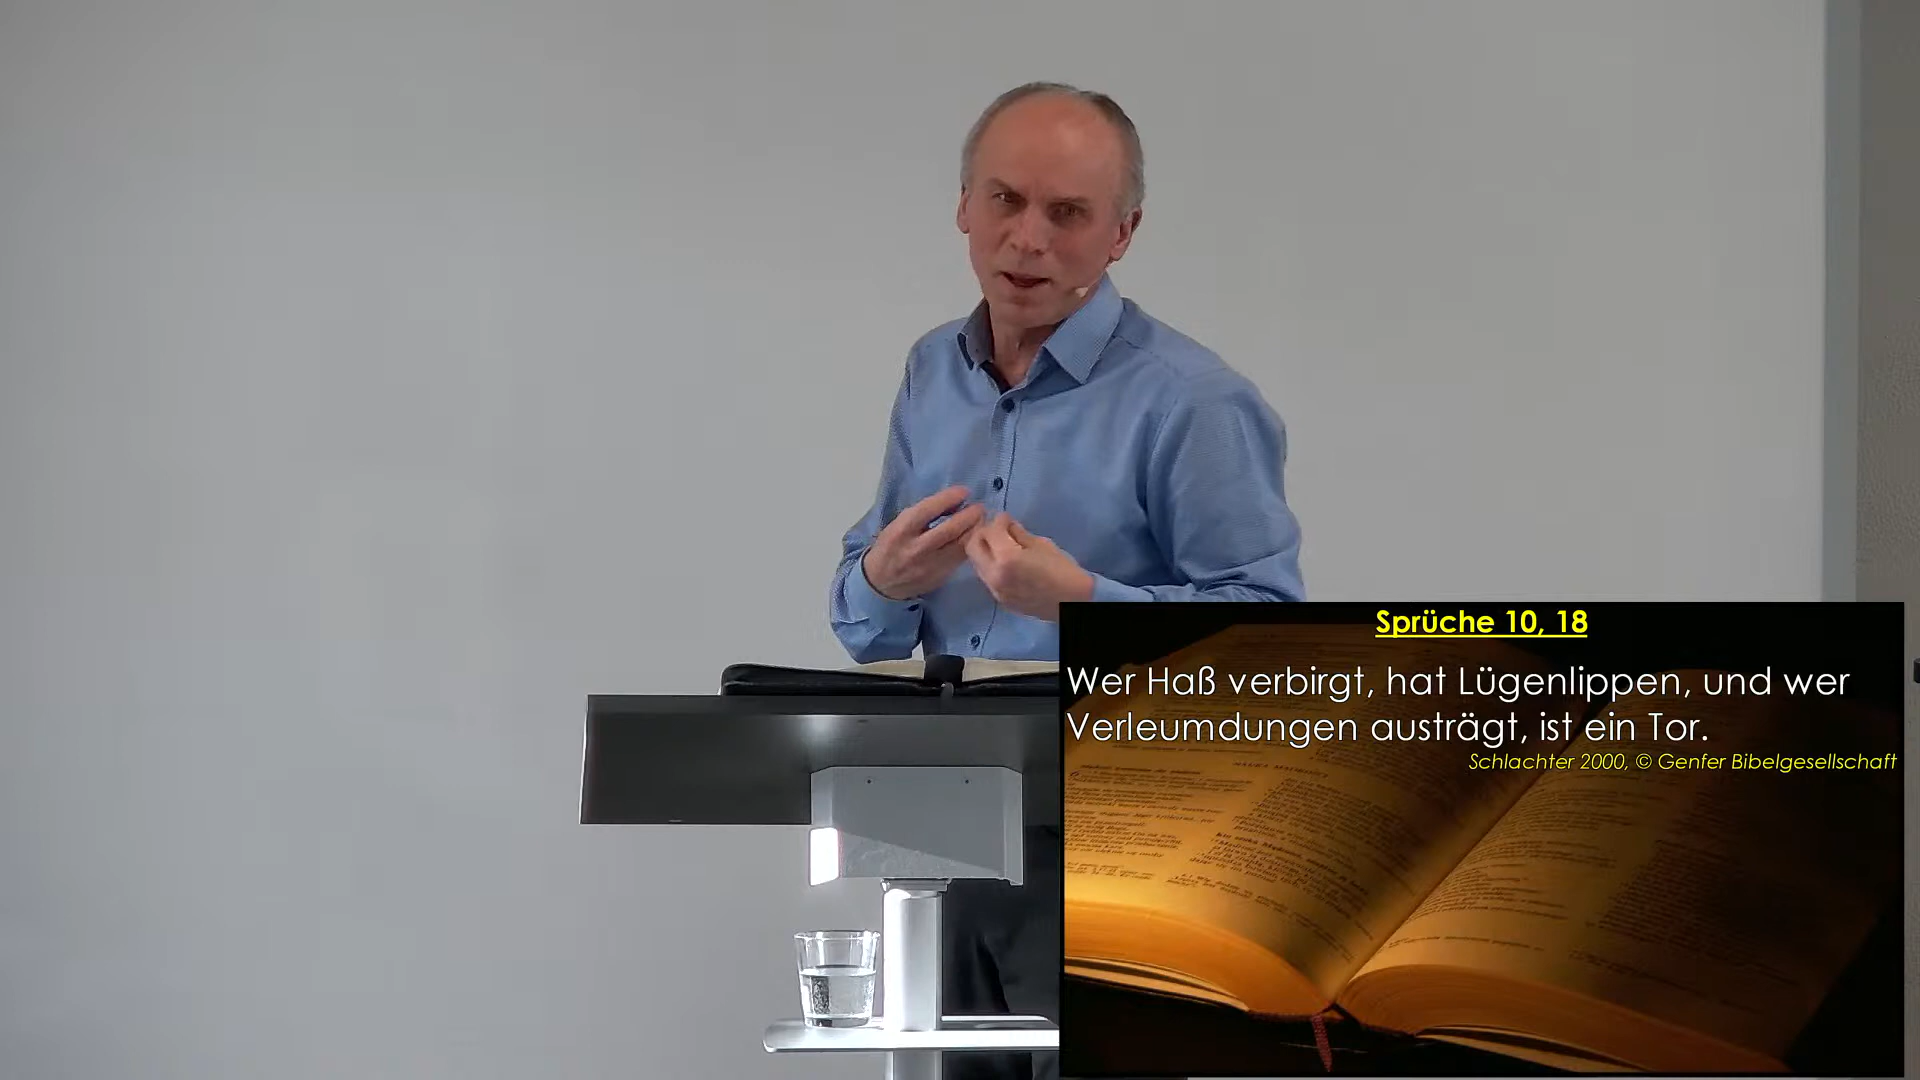 Sprüche 10, 18
Wer Haß verbirgt, hat Lügenlippen, und wer
Verleumdungen austrägt, ist ein Tor.
Schlachter 2000, © Genfer Bibelgesellschaft